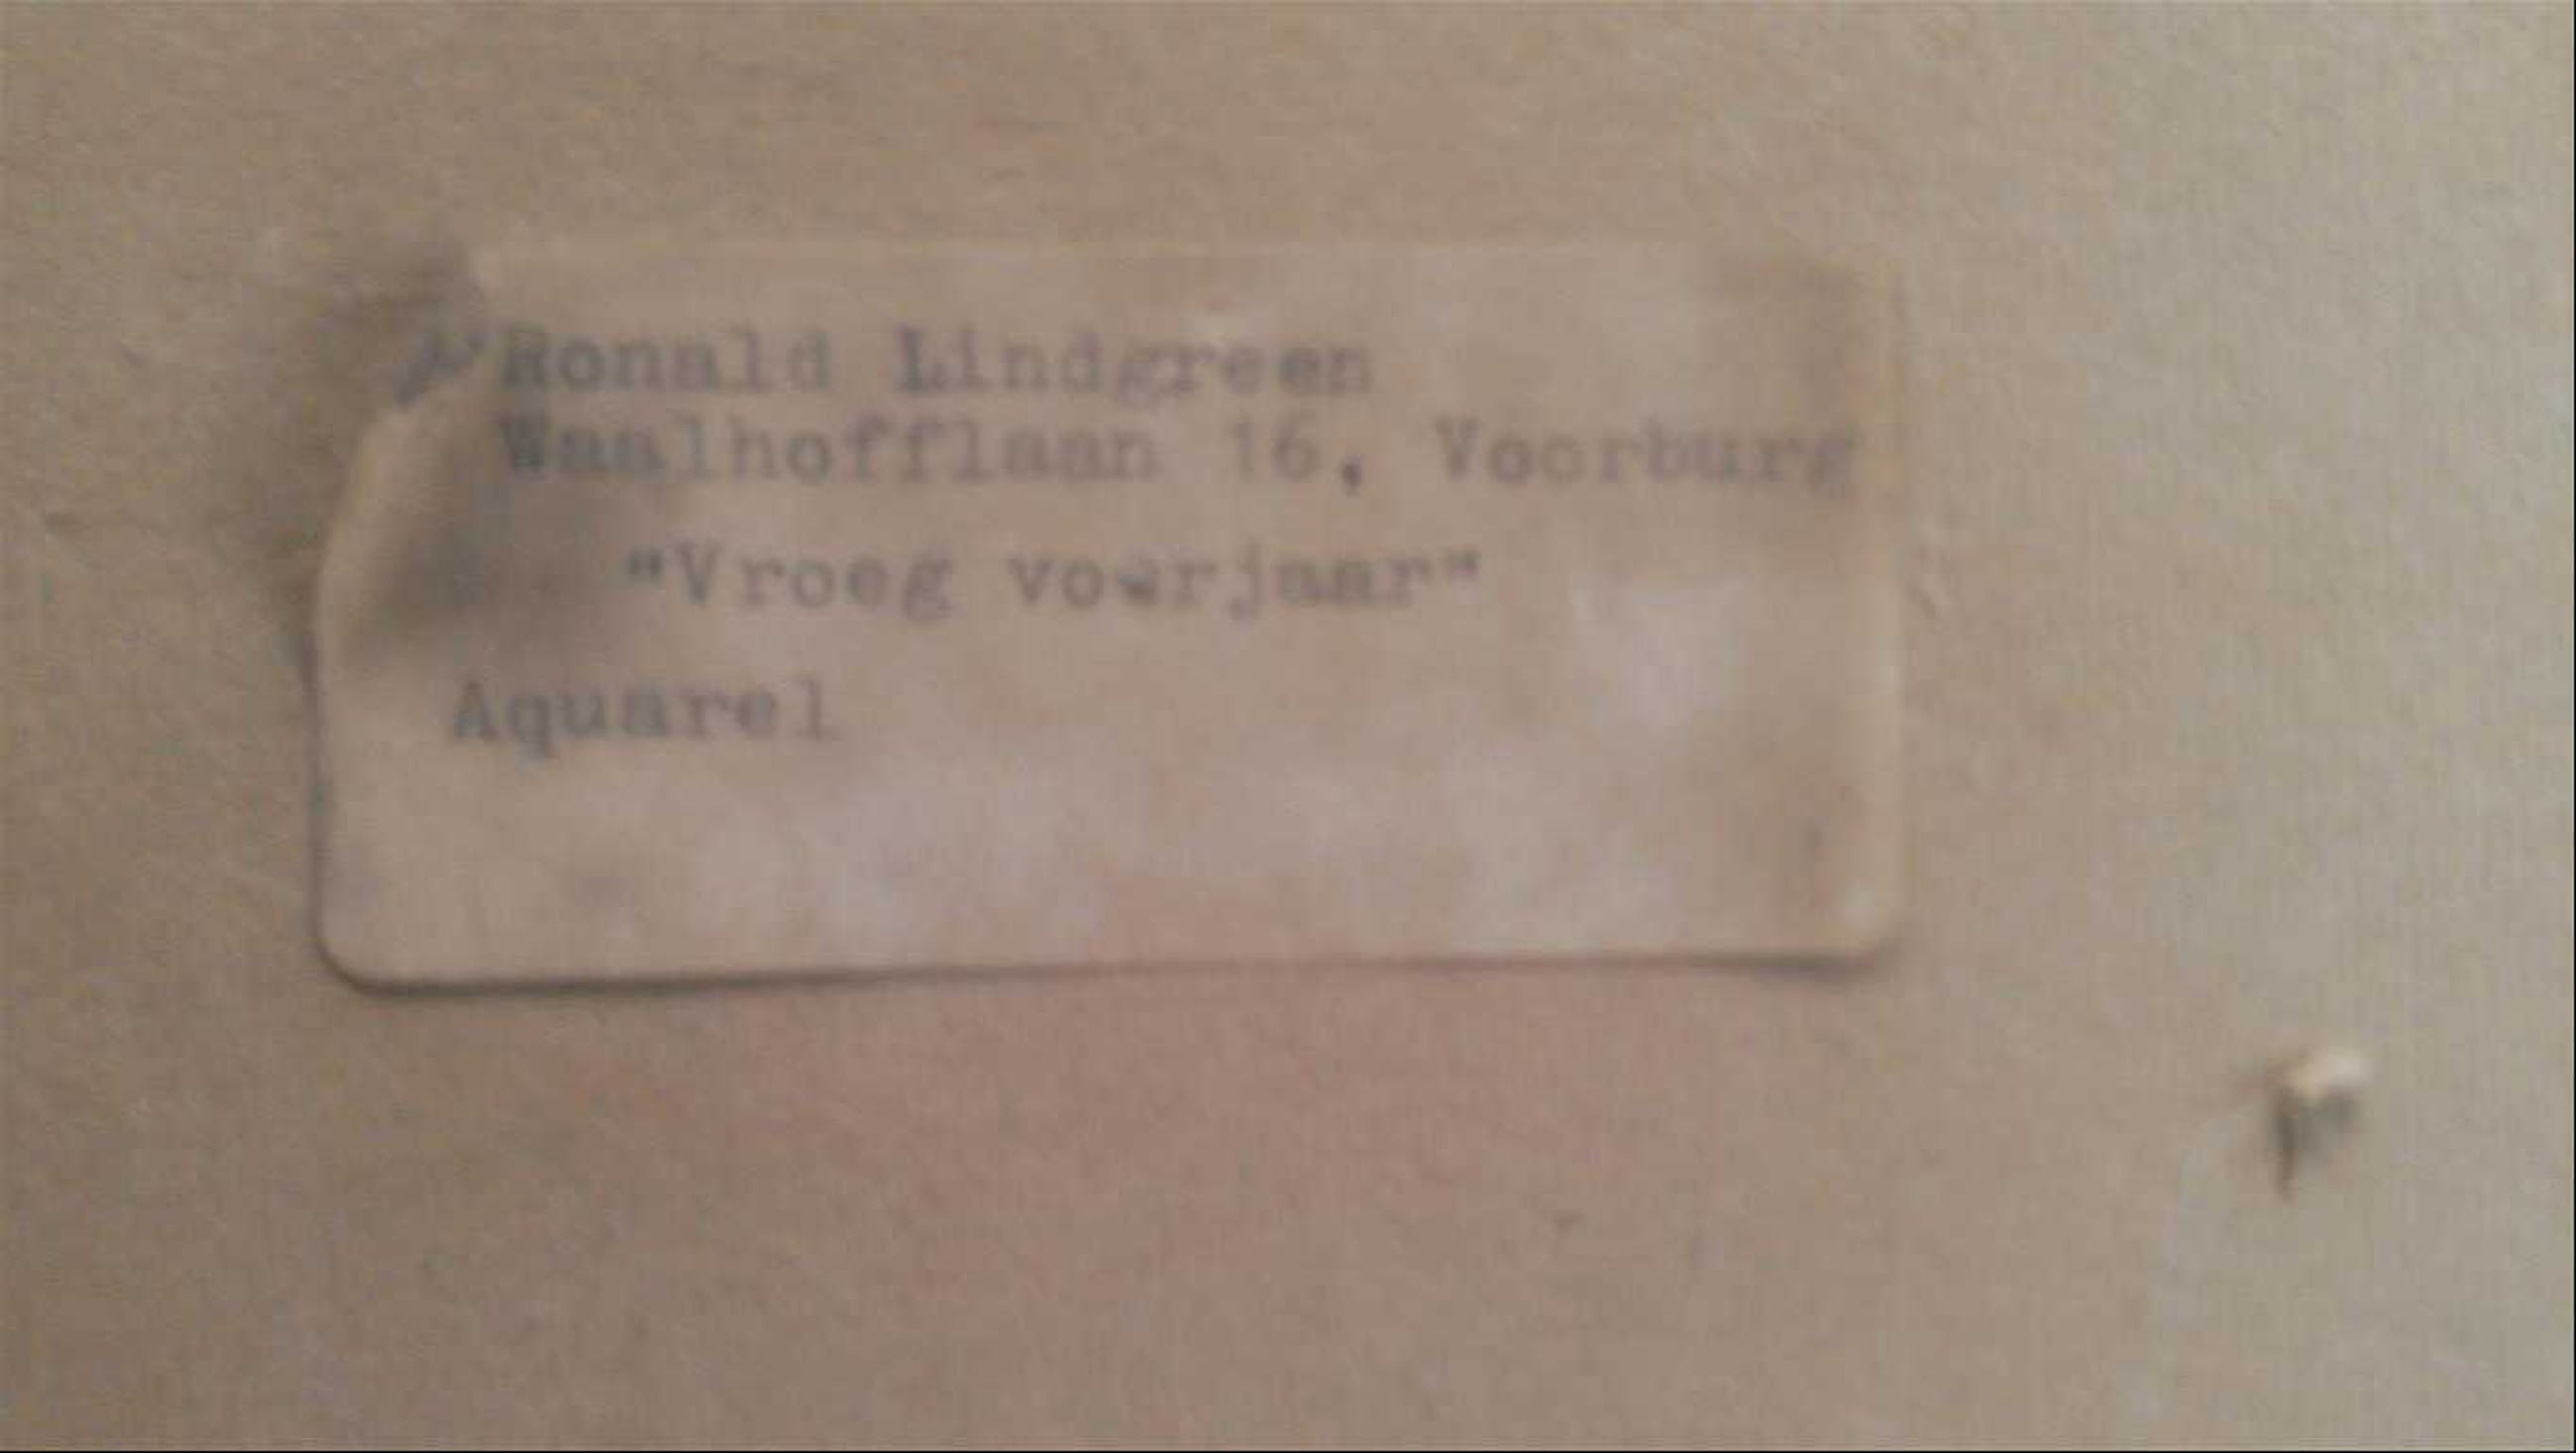 Ronald Lindgreen
Waalhofflaan 16, Voorburg
"Vroeg voorjaar"
Aquarel